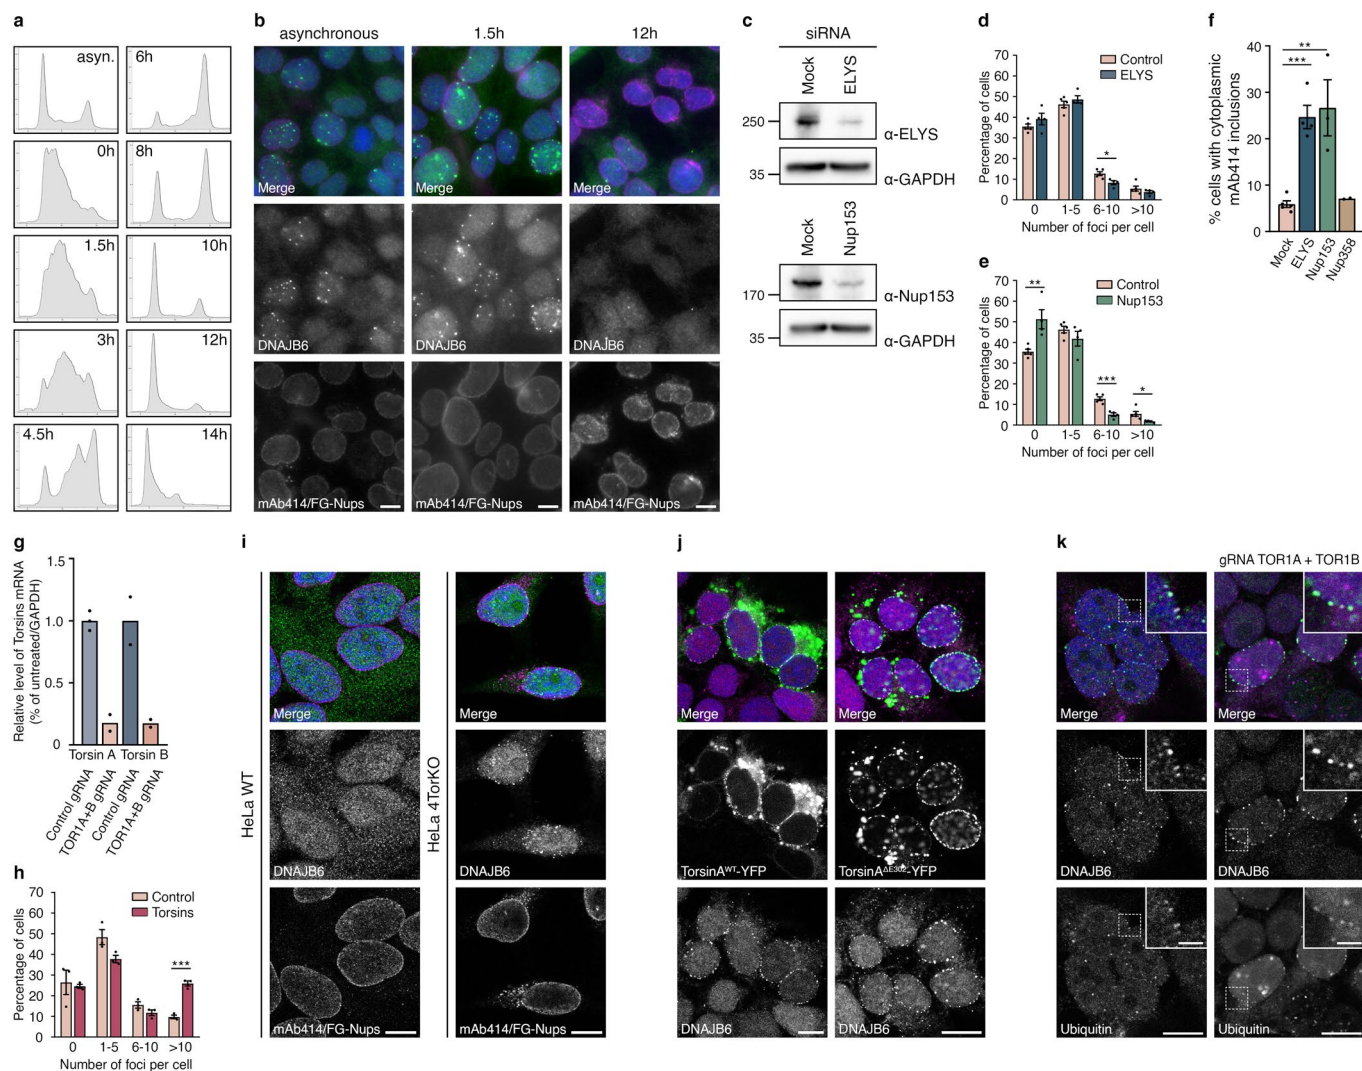 a
asyn.
6h
0h
8h
1.5h
10h
3h
12h
4.5h
14h
b
asynchronous
1.5h
12h
Merge
Merge
Merge
DNAJB6
DNAJB6
DNAJB6
mAb414/FG-Nups
mAb414/FG-Nups
mAb414/FG-Nups
c
siRNA
Mock
ELYS
250
α-ELYS
35
α-GAPDH
Mock
Nup153
170
α-Nup153
35
α-GAPDH
d
Percentage of cells
70
60
50
40
30
20
10
0
Control
ELYS
*
0 1-5 6-10 >10
Number of foci per cell
e
Percentage of cells
70
60
50
40
30
20
10
0
Control
Nup153
**
***
*
0 1-5 6-10 >10
Number of foci per cell
f
% cells with cytoplasmic
mAb414 inclusions
40
30
20
10
0
**
***
Mock
ELYS
Nup153
Nup358
g
Relative level of Torsins mRNA
(% of untreated/GAPDH)
1.5
1.0
0.5
0
Torsin A Torsin B
Control gRNA
TOR1A+B gRNA
Control gRNA
TOR1A+B gRNA
h
Percentage of cells
70
60
50
40
30
20
10
0
Control
Torsins
***
0 1-5 6-10 >10
Number of foci per cell
i
HeLa WT
Merge
DNAJB6
mAb414/FG-Nups
HeLa 4TorKO
Merge
DNAJB6
mAb414/FG-Nups
j
Merge
Merge
TorsinAWT-YFP
TorsinAΔE302-YFP
DNAJB6
DNAJB6
k
gRNA TOR1A + TOR1B
Merge
Merge
DNAJB6
DNAJB6
Ubiquitin
Ubiquitin